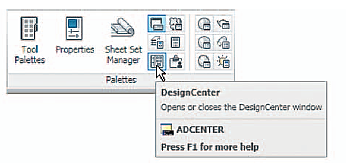 Tool
Palettes
Properties
Sheet Set
Manager
Palettes
DesignCenter
Opens or closes the DesignCenter window
ADCENTER
Press F1 for more help